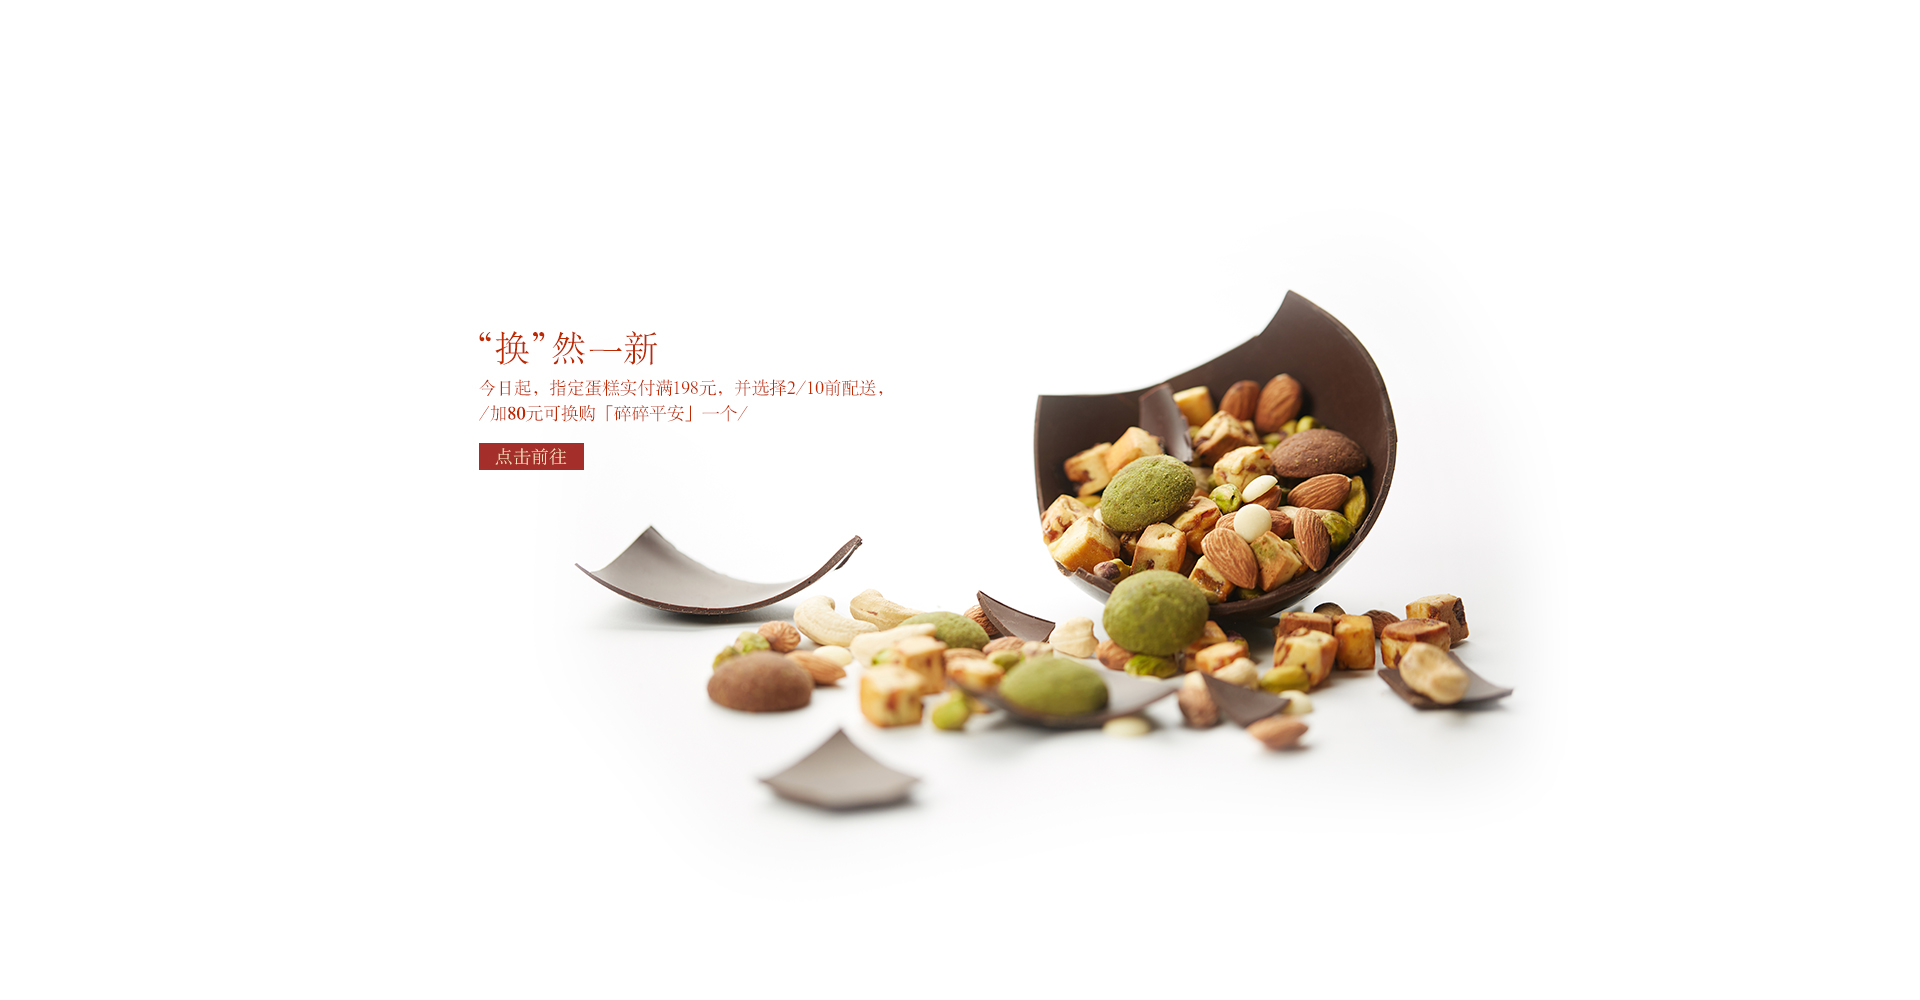 “换”然一新
今日起，指定蛋糕实付满198元，并选择2/10前配送，
/加80元可换购「碎碎平安」一个/
点击前往